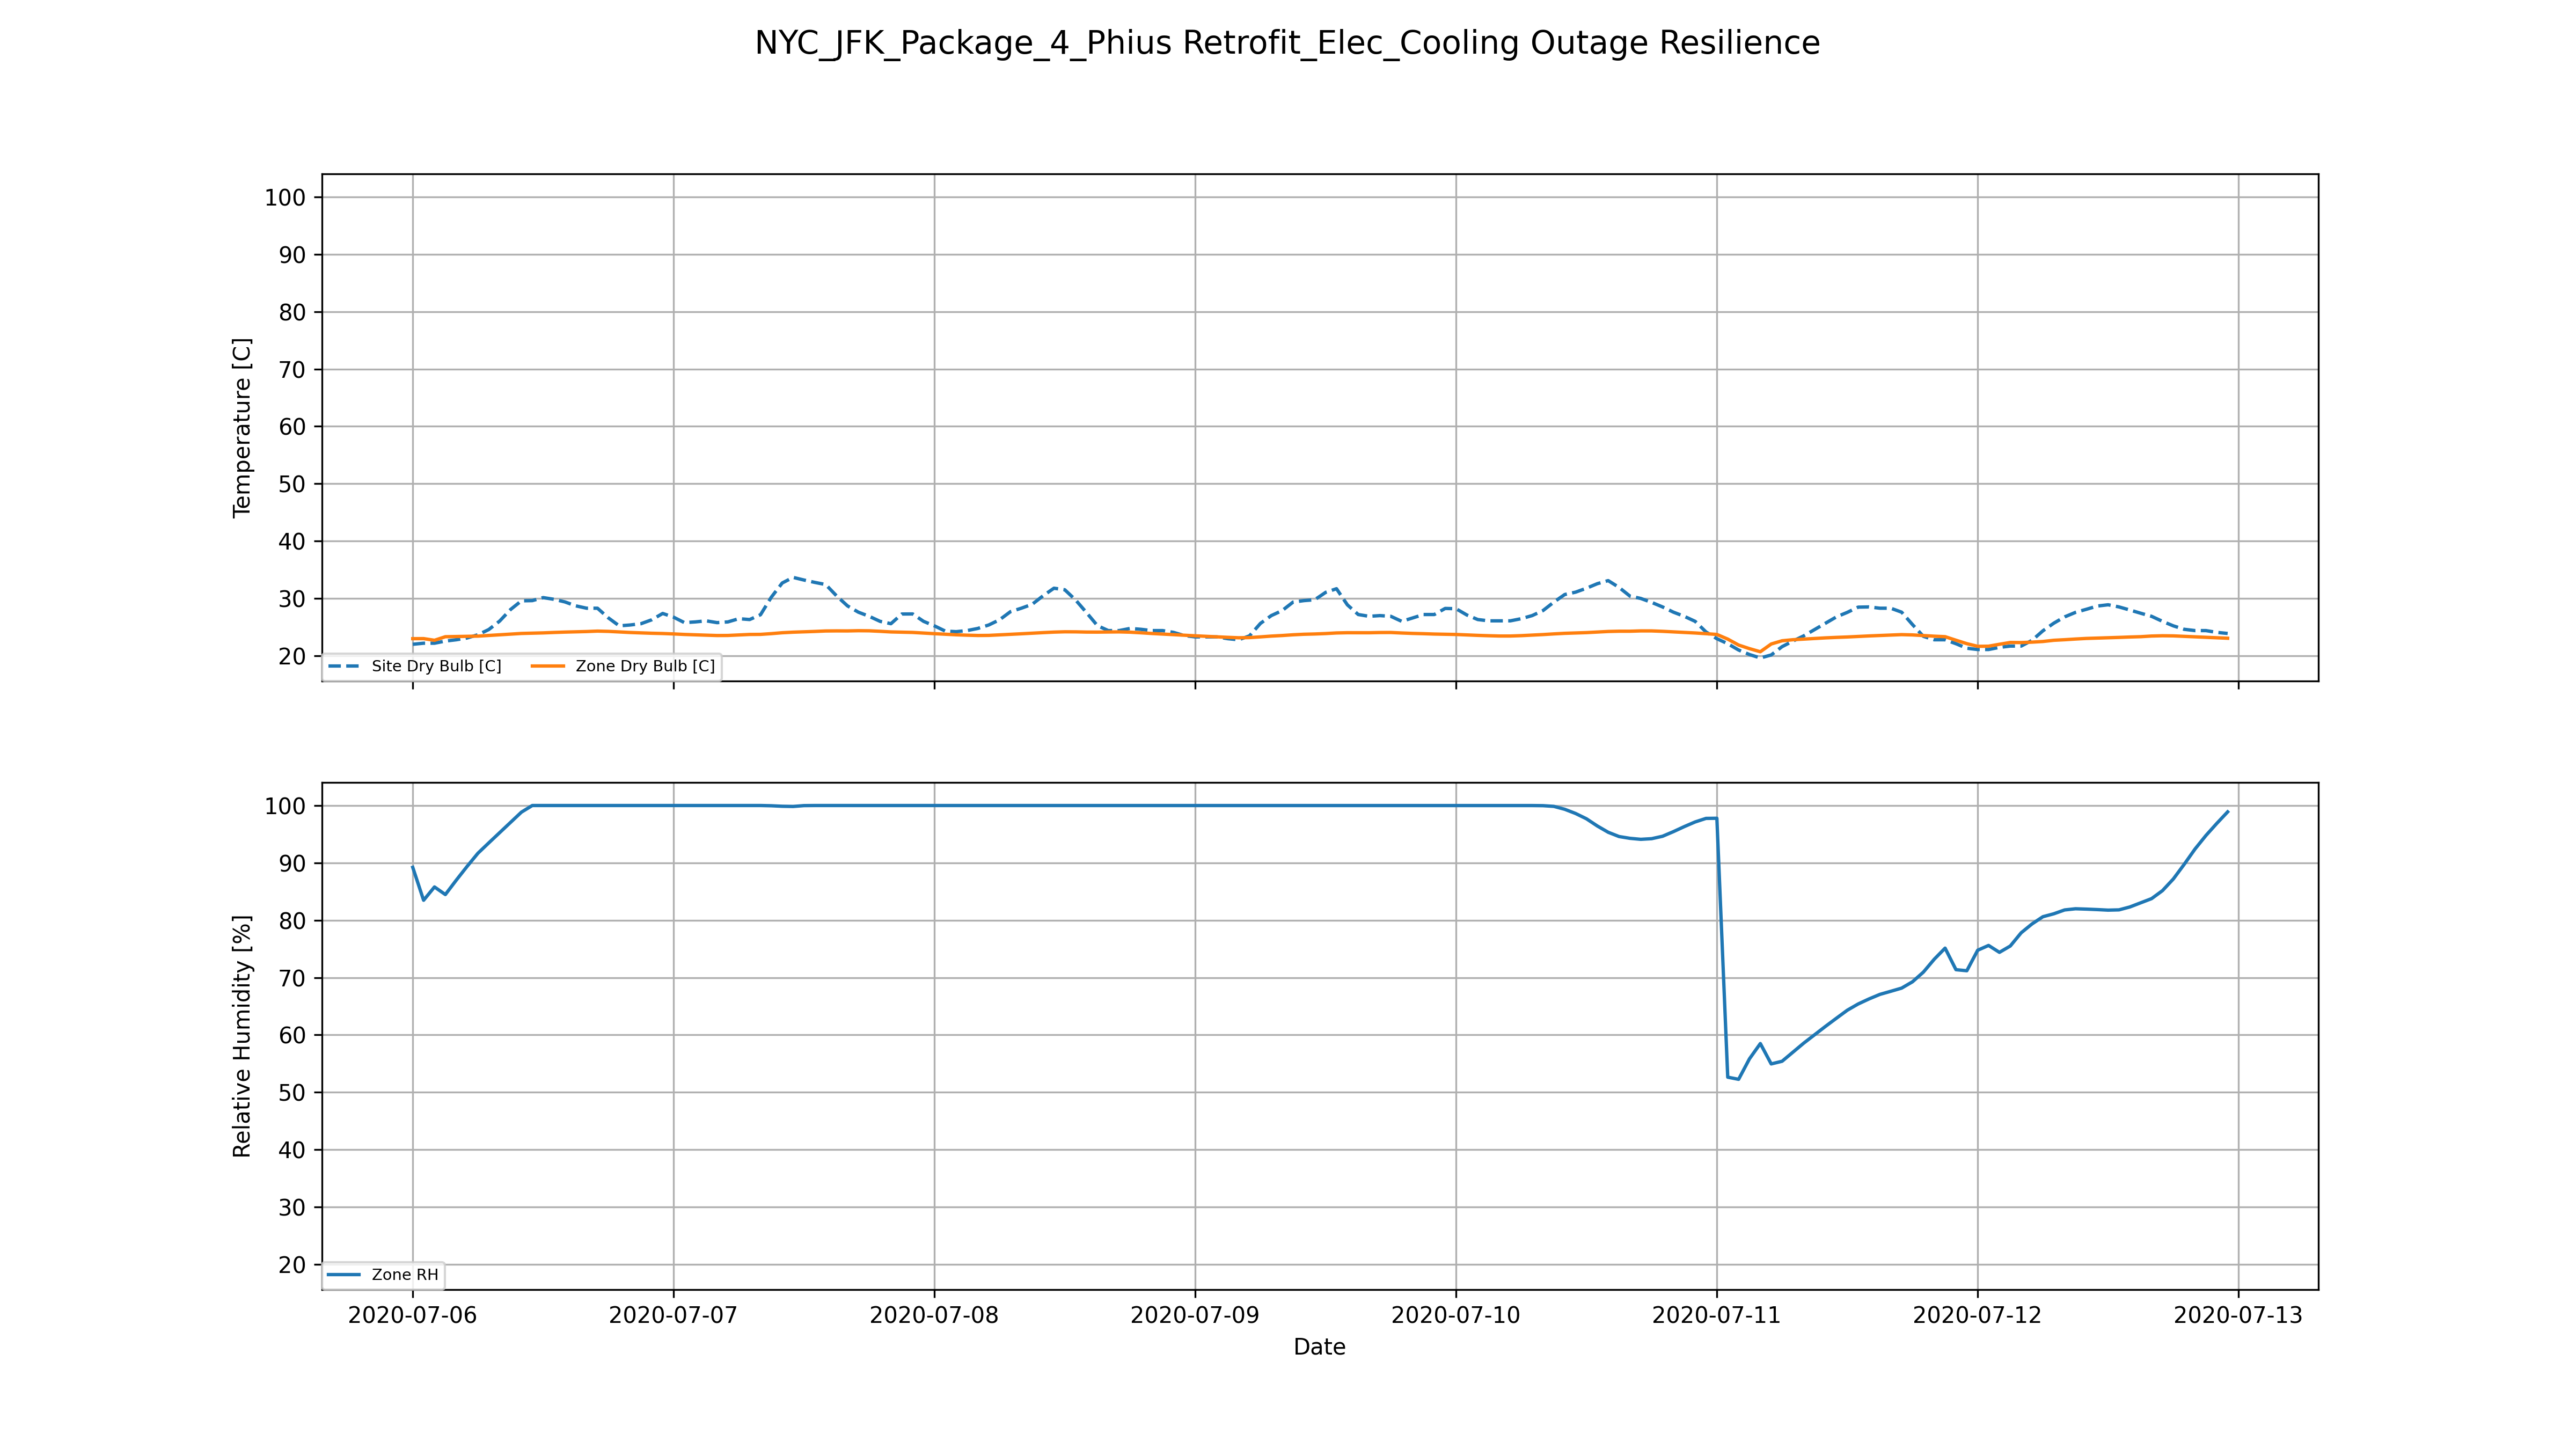 NYC_JFK_Package_4_Phius Retrofit_Elec_Cooling Outage Resilience
Temperature [C]
100
90
80
70
60
50
40
30
20
Site Dry Bulb [C] Zone Dry Bulb [C]
Relative Humidity [%]
100
90
80
70
60
50
40
30
20
Zone RH
2020-07-06 2020-07-07 2020-07-08 2020-07-09 2020-07-10 2020-07-11 2020-07-12 2020-07-13
Date